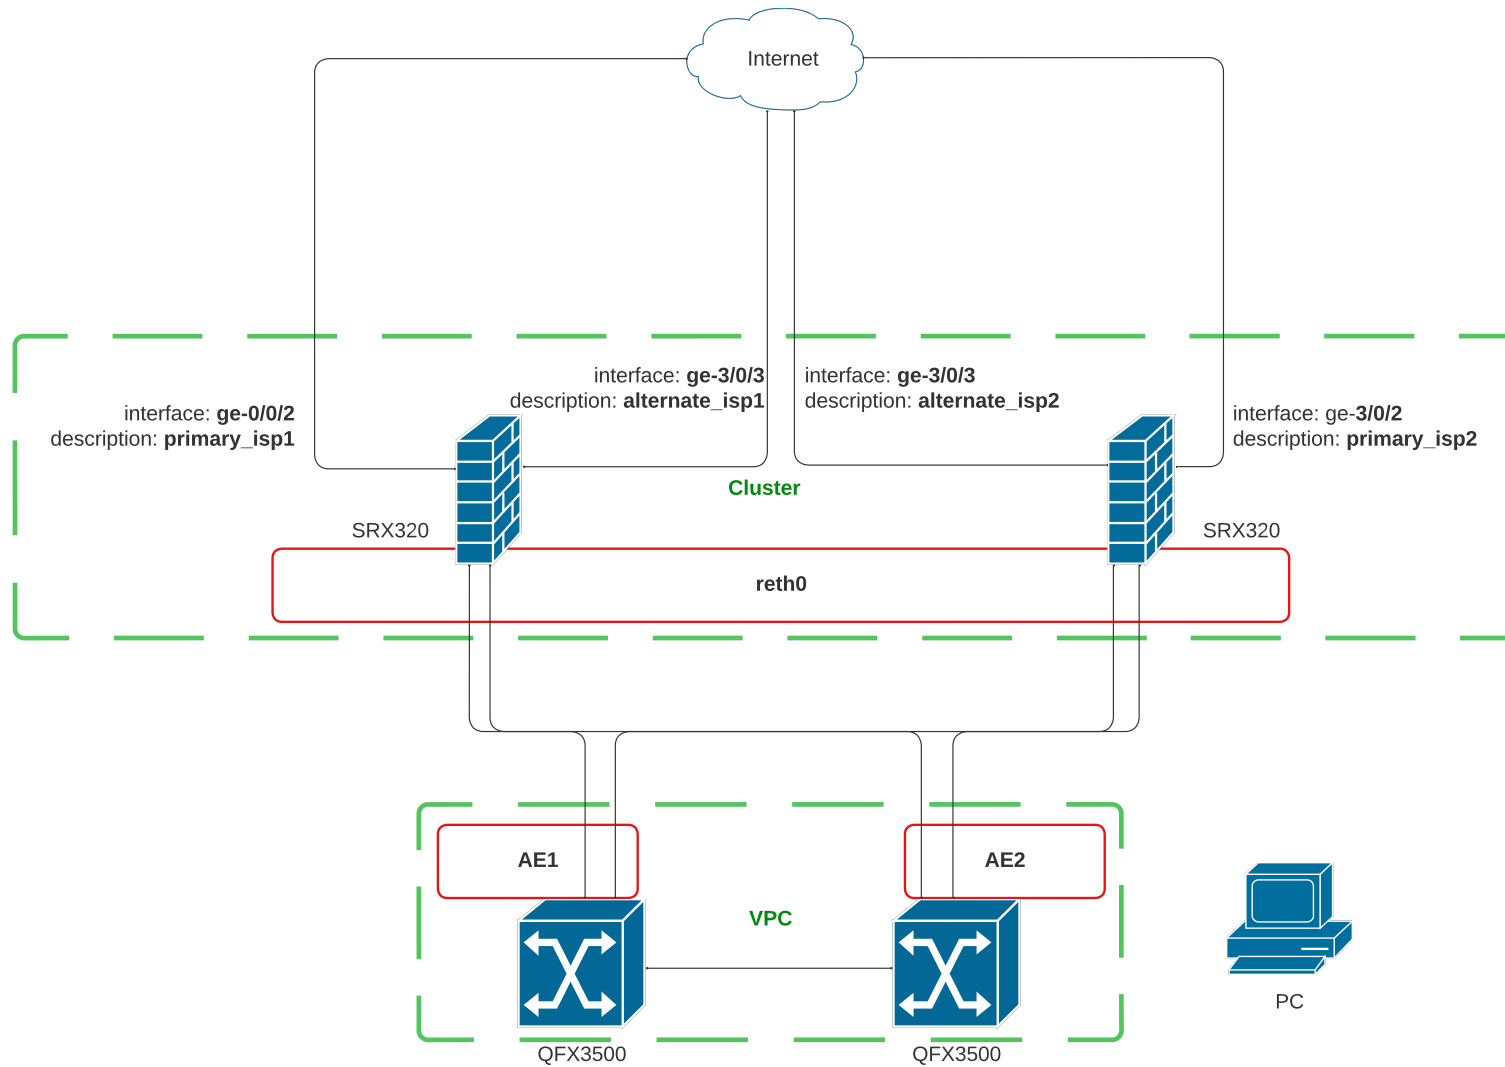 Internet
interface: ge-3/0/3
description: alternate_isp1
interface: ge-3/0/3
description: alternate_isp2
interface: ge-0/0/2
description: primary_isp1
interface: ge-3/0/2
description: primary_isp2
Cluster
SRX320
SRX320
reth0
AE1
AE2
VPC
PC
QFX3500
QFX3500